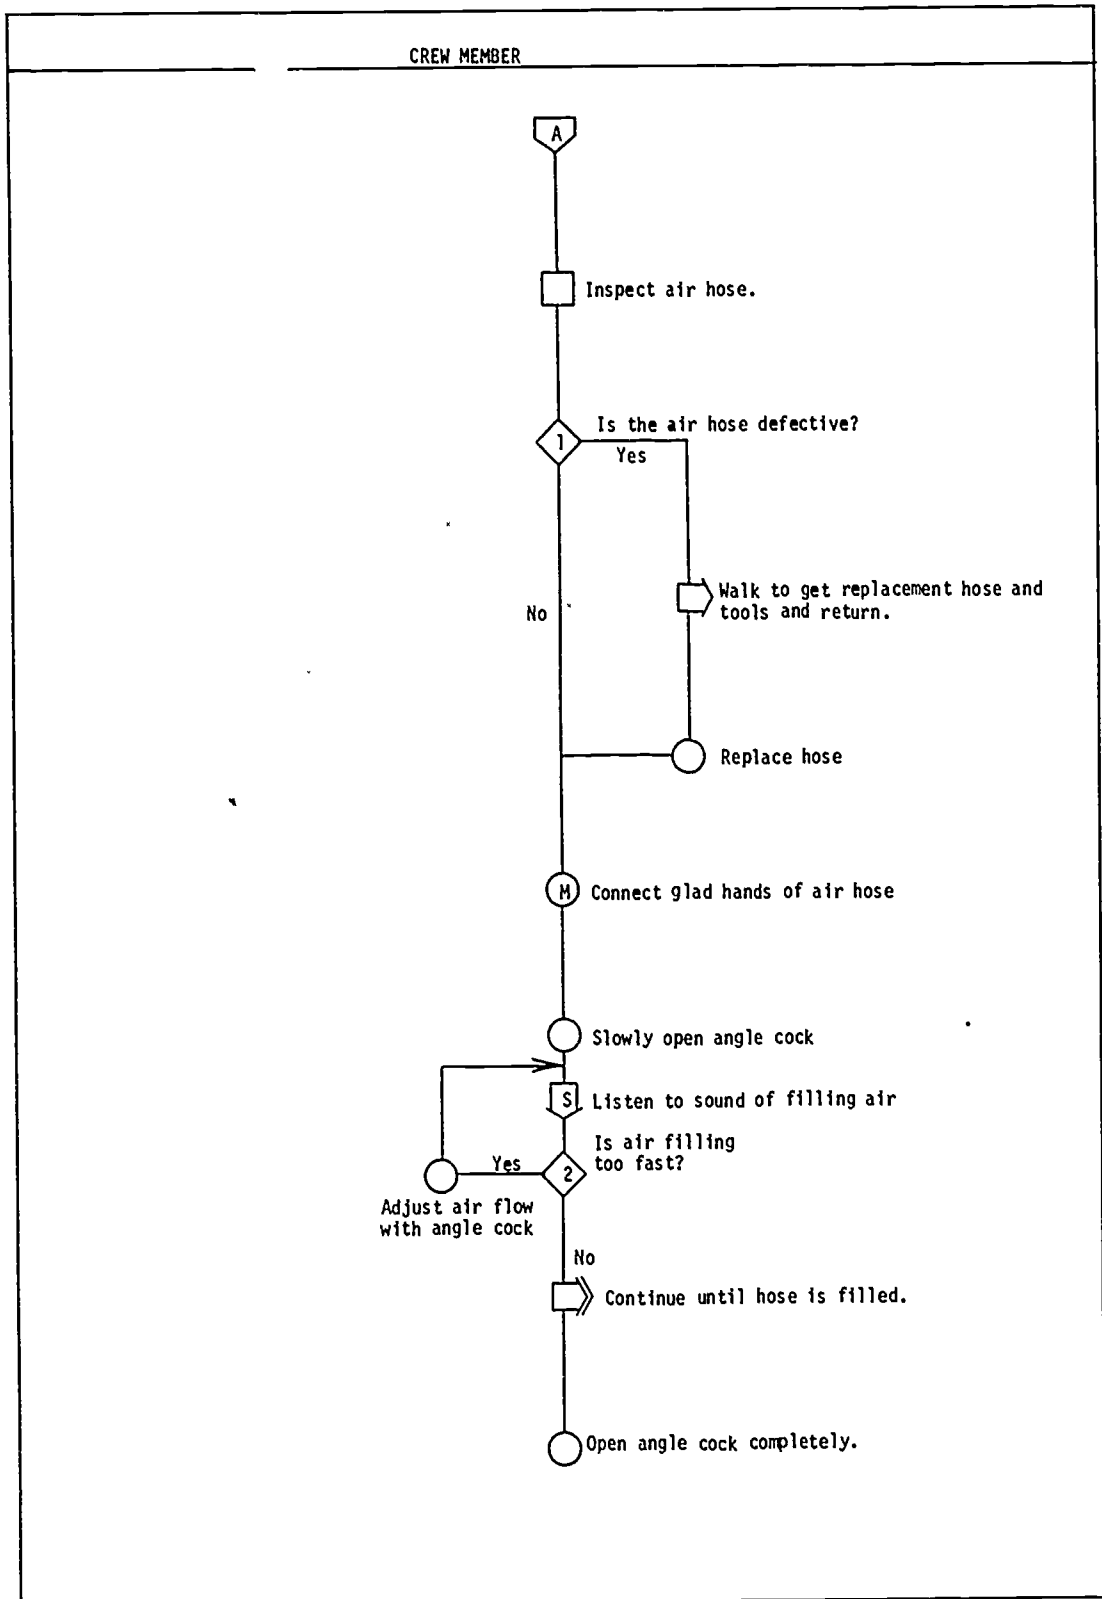 CREW MEMBER
A
Inspect air hose.
Is the air hose defective?
1
Yes
Walk to get replacement hose and
tools and return.
No
Replace hose
M Connect glad hands of air hose
Slowly open angle cock
S Listen to sound of filling air
Is air filling
too fast?
Yes
2
Adjust air flow
with angle cock
No
Continue until hose is filled.
Open angle cock completely.